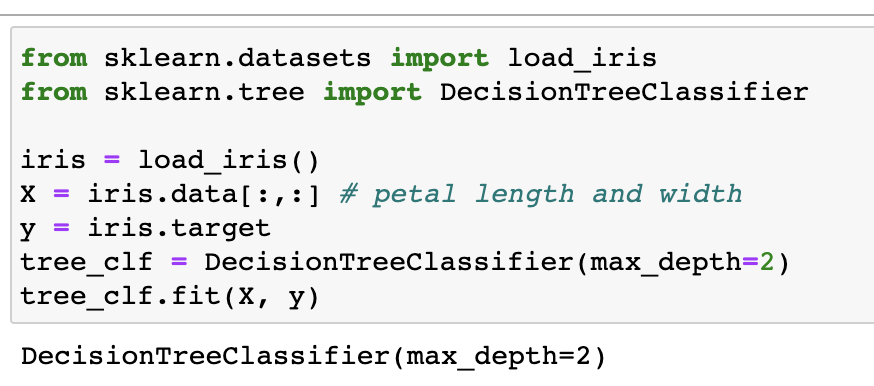 from sklearn.datasets import load_iris
from sklearn.tree import DecisionTreeClassifier
iris = load_iris()
X = iris.data[:,:] # petal length and width
y = iris.target
tree_clf = DecisionTreeClassifier(max_depth=2)
tree_clf.fit(X, y)
DecisionTreeClassifier(max_depth=2)